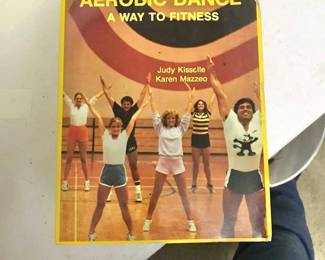 AEROBIC DANCE
A WAY TO FITNESS
Judy Kisselle
Karen Mazzeo